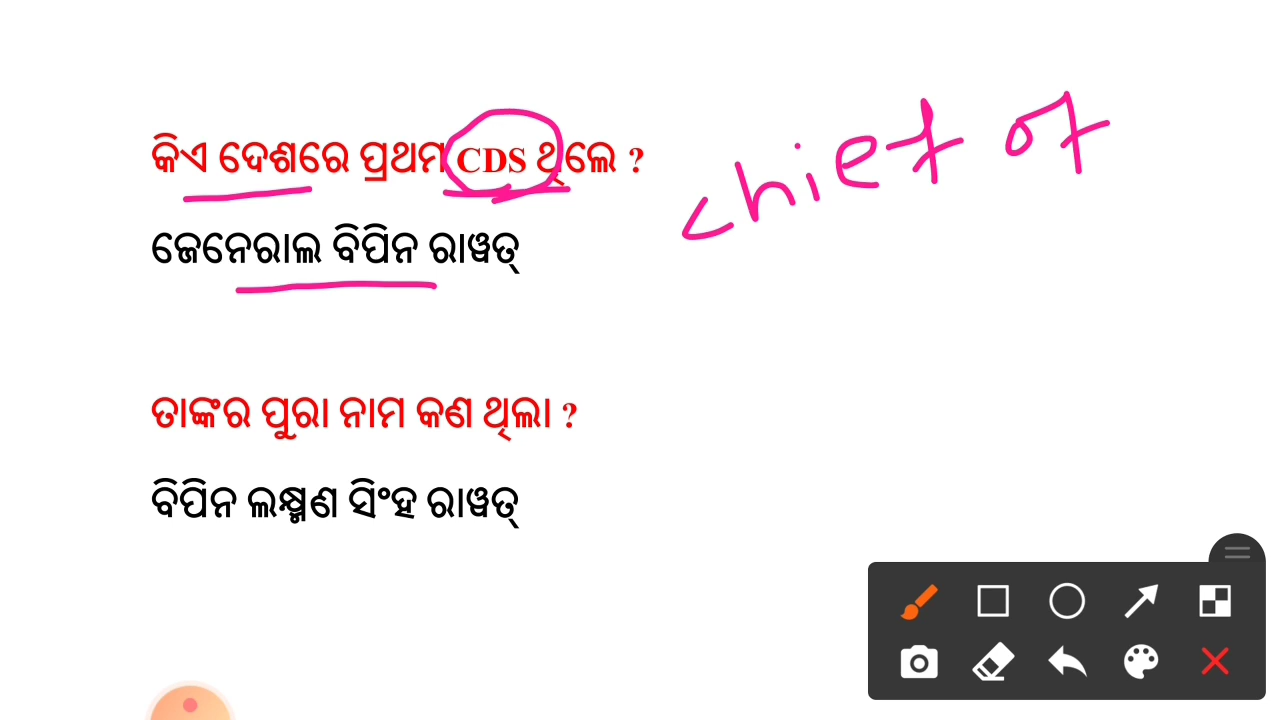 କିଏ ଦେଶରେ ପ୍ରଥମ CDS ଥିଲେ ?
chief of
ଜେନେରାଲ ବିପିନ ରାୱତ୍
ତାଙ୍କର ପୁରା ନାମ କଣ ଥିଲା ?
ବିପିନ ଲକ୍ଷ୍ମଣ ସିଂହ ରାୱତ୍